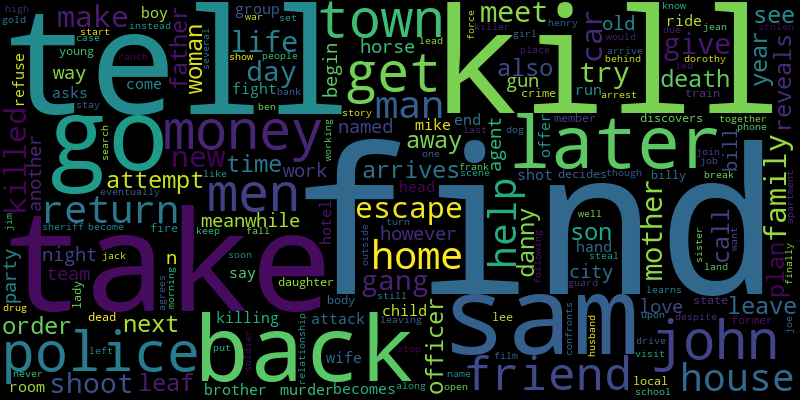 high
gold
start
case
young
way
asks
stay
refuse
search
make
boy
instead
come
father
woman
several
group
war
set
tell
life
day
fight
show
people
lead
ben
bank
story
town
horse
begin
get
gun
crime
force
killer
girl
place
meet
also
kill
car
try
run
arrest
behind
henry
would
arrive
old
give
death
led
due
ride
jean
dorothy
train
know
stolen
see
year
reveals
ranch
killed
another
go
money
new
time
attempt
eventually
like
working
named
work
man
mike
away
arrives
end
last
one
frank
scene
dog
agent
offer
later
member
discovers
shot
decides
though
billy
together
phone
join
job
break
bill
family
apartment
jim
return
sheriff
become
fire
men
meanwhile
keep
fall
hotel
head
escape
turn
however
home
help
find
danny
following
son
well
hand
steal
city
mother
call
sister
want
land
plan
finally
party
night
jack
team
lady
take
n
agrees
morning
say
soon
daughter
outside
still
gang
body
leaving
child
sam
guard
learns
love
state
upon
despite
former
leave
joe
drug
order
dead
next
killing
put
soldier
relationship
attack
wife
stop
officer
lee
film
confronts
husband
drive
visit
john
police
left
never
room
shoot
leaf
back
brother
murder
becomes
along
open
name
friend
local
school
house